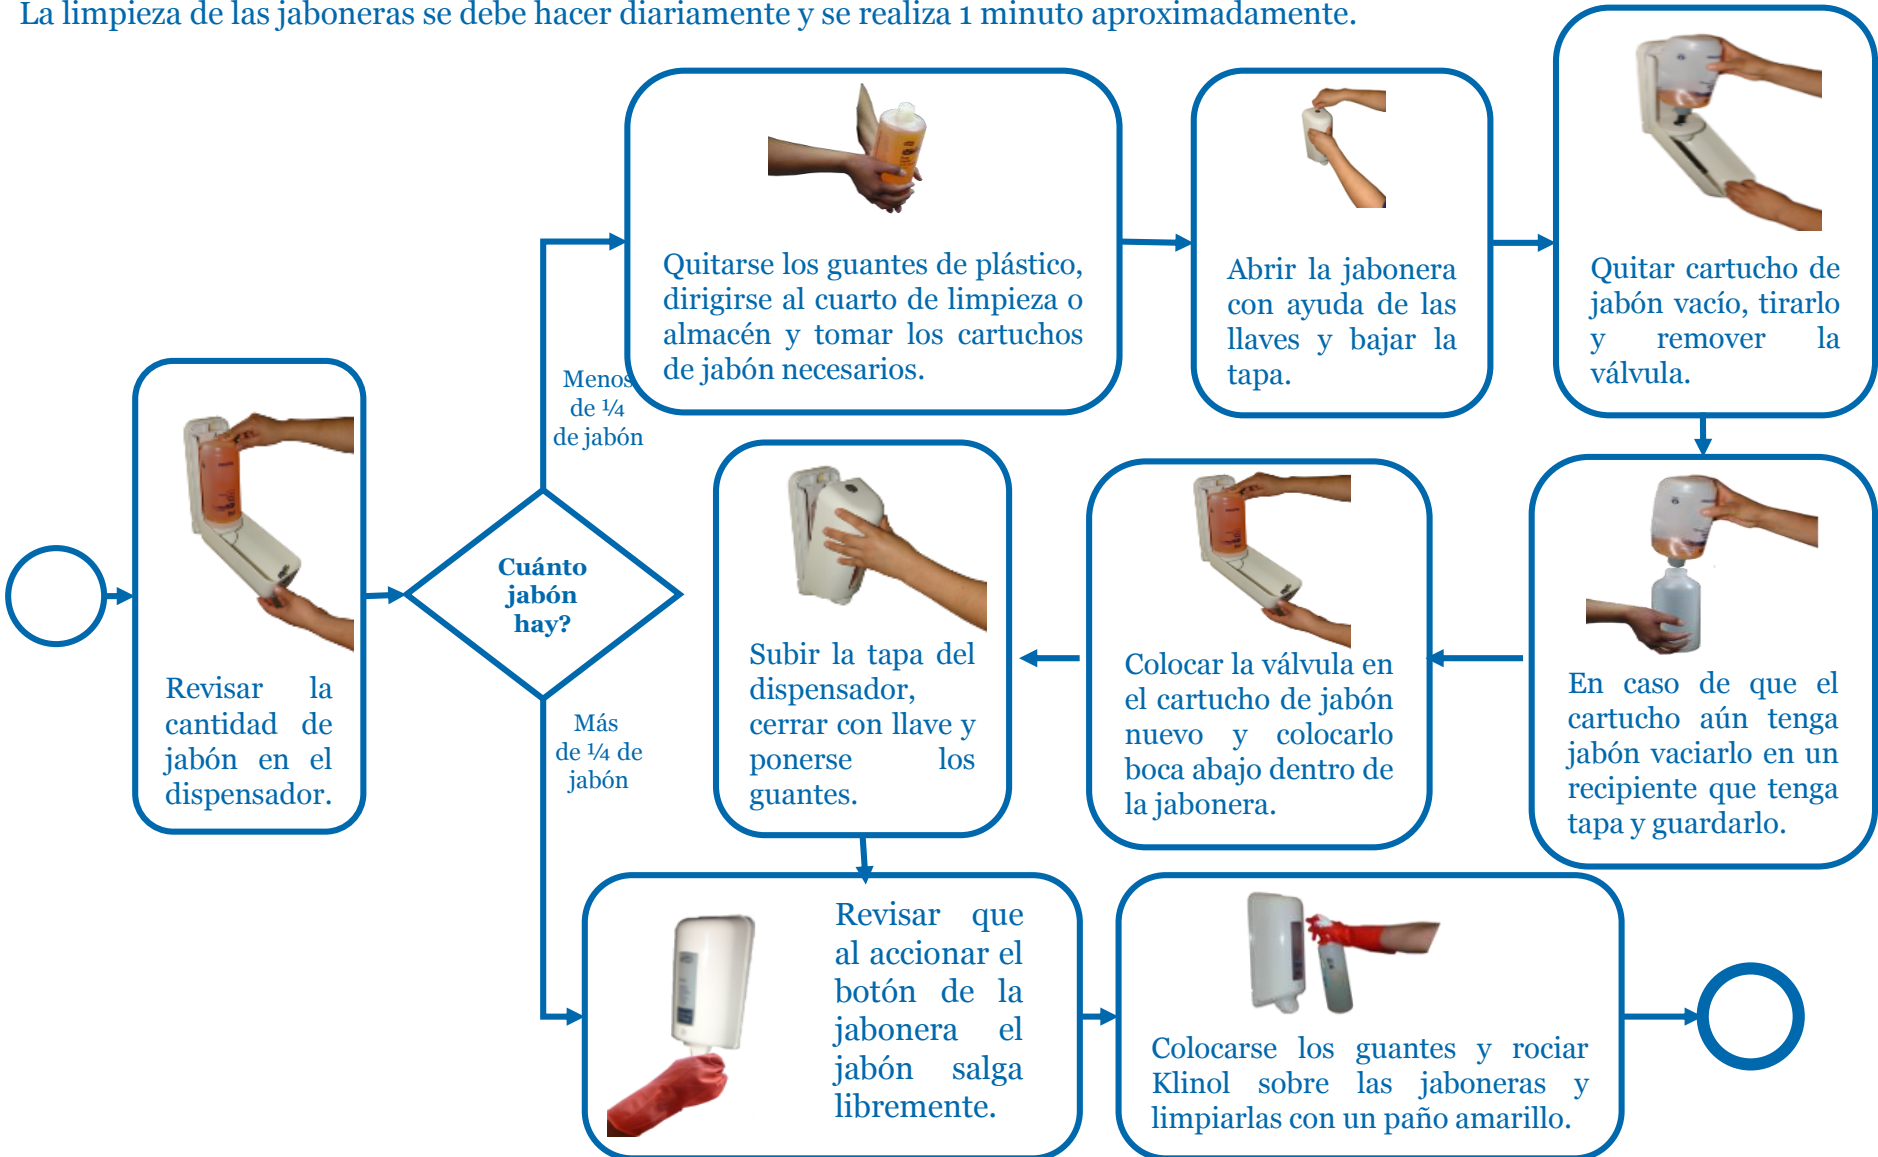 La limpieza de las jaboneras se debe hacer diariamente y se realiza 1 minuto aproximadamente.
Revisar la
cantidad de
jabón en el
dispensador.
Cuánto
jabón
hay?
Menos
de ¼
de jabón
Quitarse los guantes de plástico,
dirigirse al cuarto de limpieza o
almacén y tomar los cartuchos
de jabón necesarios.
Abrir la jabonera
con ayuda de las
llaves y bajar la
tapa.
Quitar cartucho de
jabón vacío, tirarlo
y remover la
válvula.
En caso de que el
cartucho aún tenga
jabón vaciarlo en un
recipiente que tenga
tapa y guardarlo.
Colocar la válvula en
el cartucho de jabón
nuevo y colocarlo
boca abajo dentro de
la jabonera.
Subir la tapa del
dispensador,
cerrar con llave y
ponerse los
guantes.
Más
de ¼ de
jabón
Revisar que
al accionar el
botón de la
jabonera el
jabón salga
libremente.
Colocarse los guantes y rociar
Klinol sobre las jaboneras y
limpiarlas con un paño amarillo.